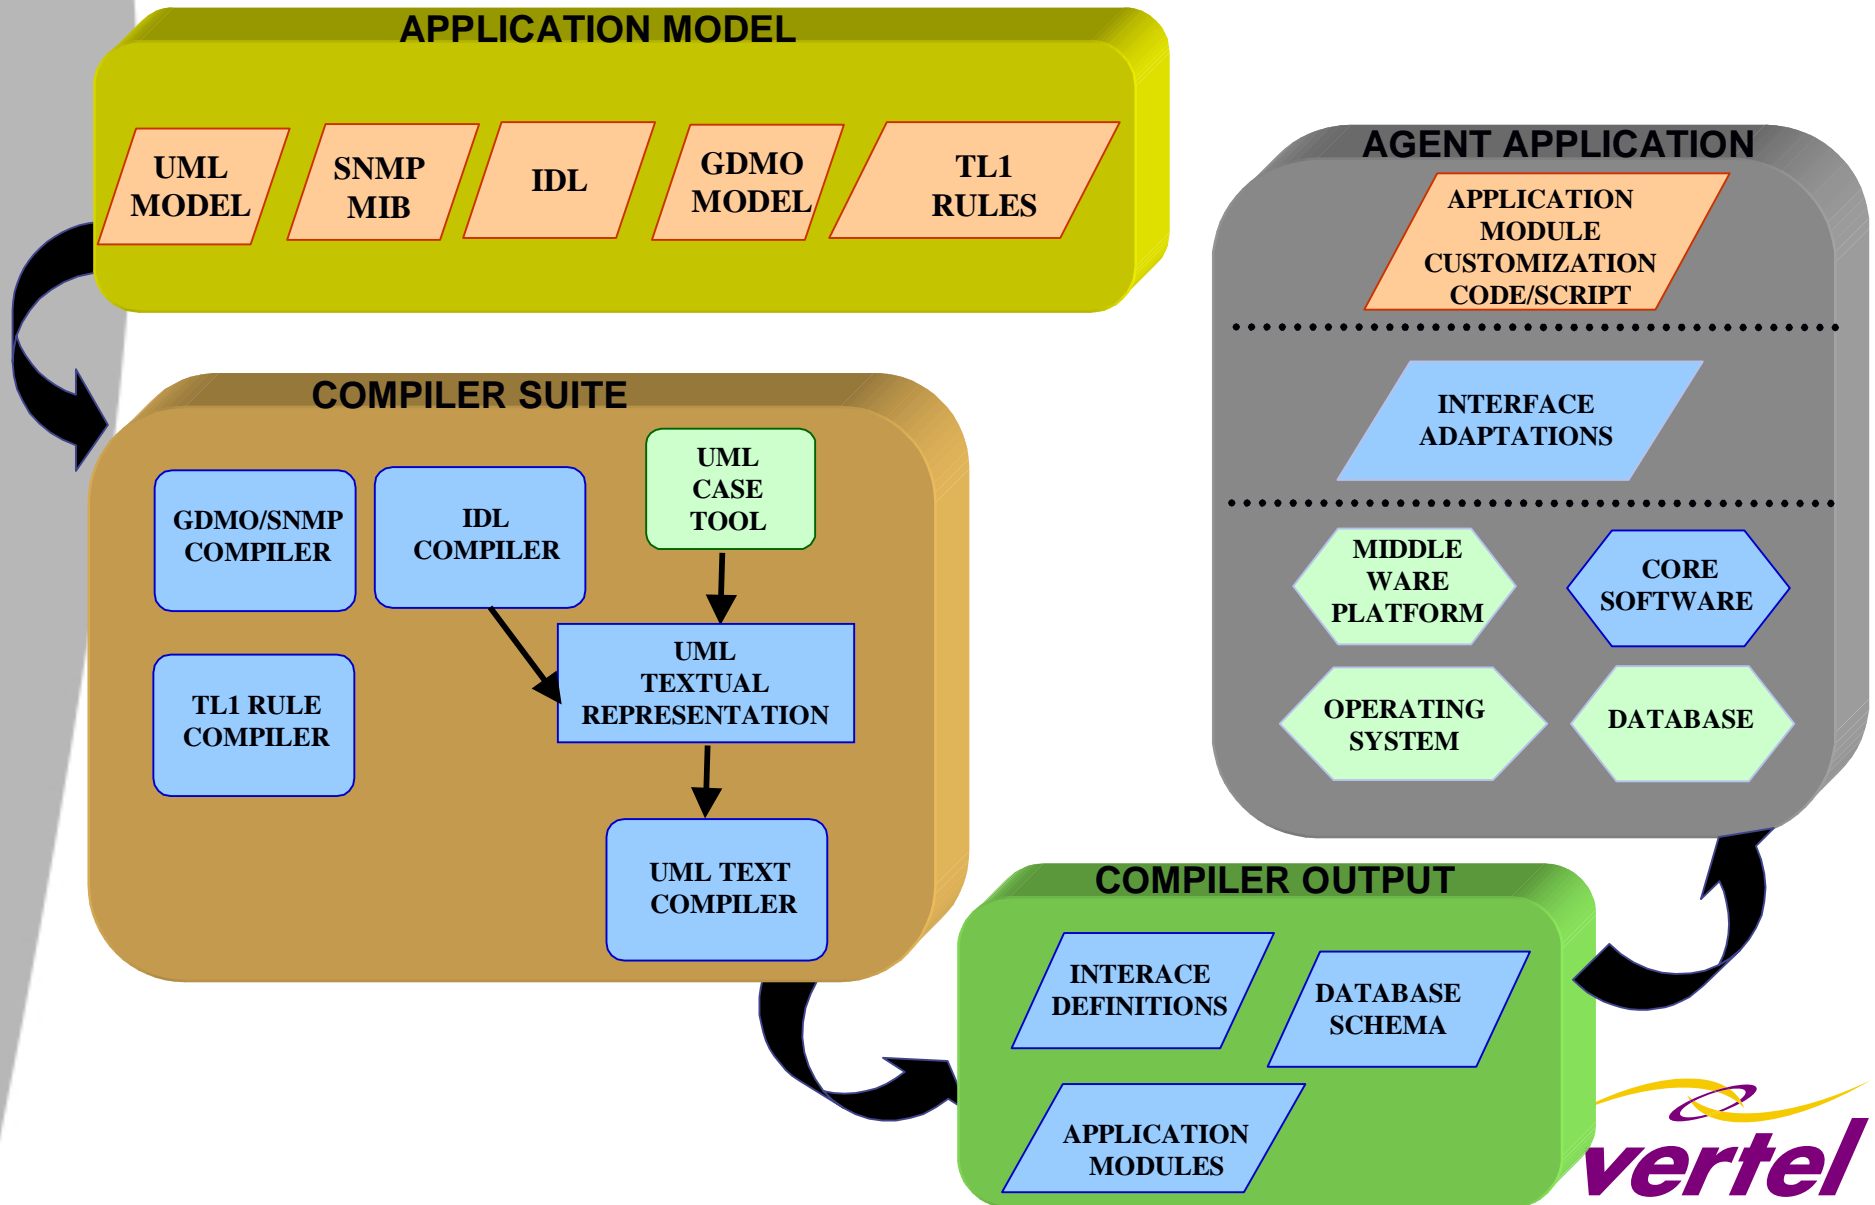 APPLICATION MODEL
UML
MODEL
SNMP
MIB
IDL
GDMO
MODEL
TL1
RULES
COMPILER SUITE
GDMO/SNMP
COMPILER
IDL
COMPILER
UML
CASE
TOOL
TL1 RULE
COMPILER
UML
TEXTUAL
REPRESENTATION
UML TEXT
COMPILER
COMPILER OUTPUT
INTERACE
DEFINITIONS
DATABASE
SCHEMA
APPLICATION
MODULES
AGENT APPLICATION
APPLICATION
MODULE
CUSTOMIZATION
CODE/SCRIPT
INTERFACE
ADAPTATIONS
MIDDLE
WARE
PLATFORM
CORE
SOFTWARE
OPERATING
SYSTEM
DATABASE
vertel